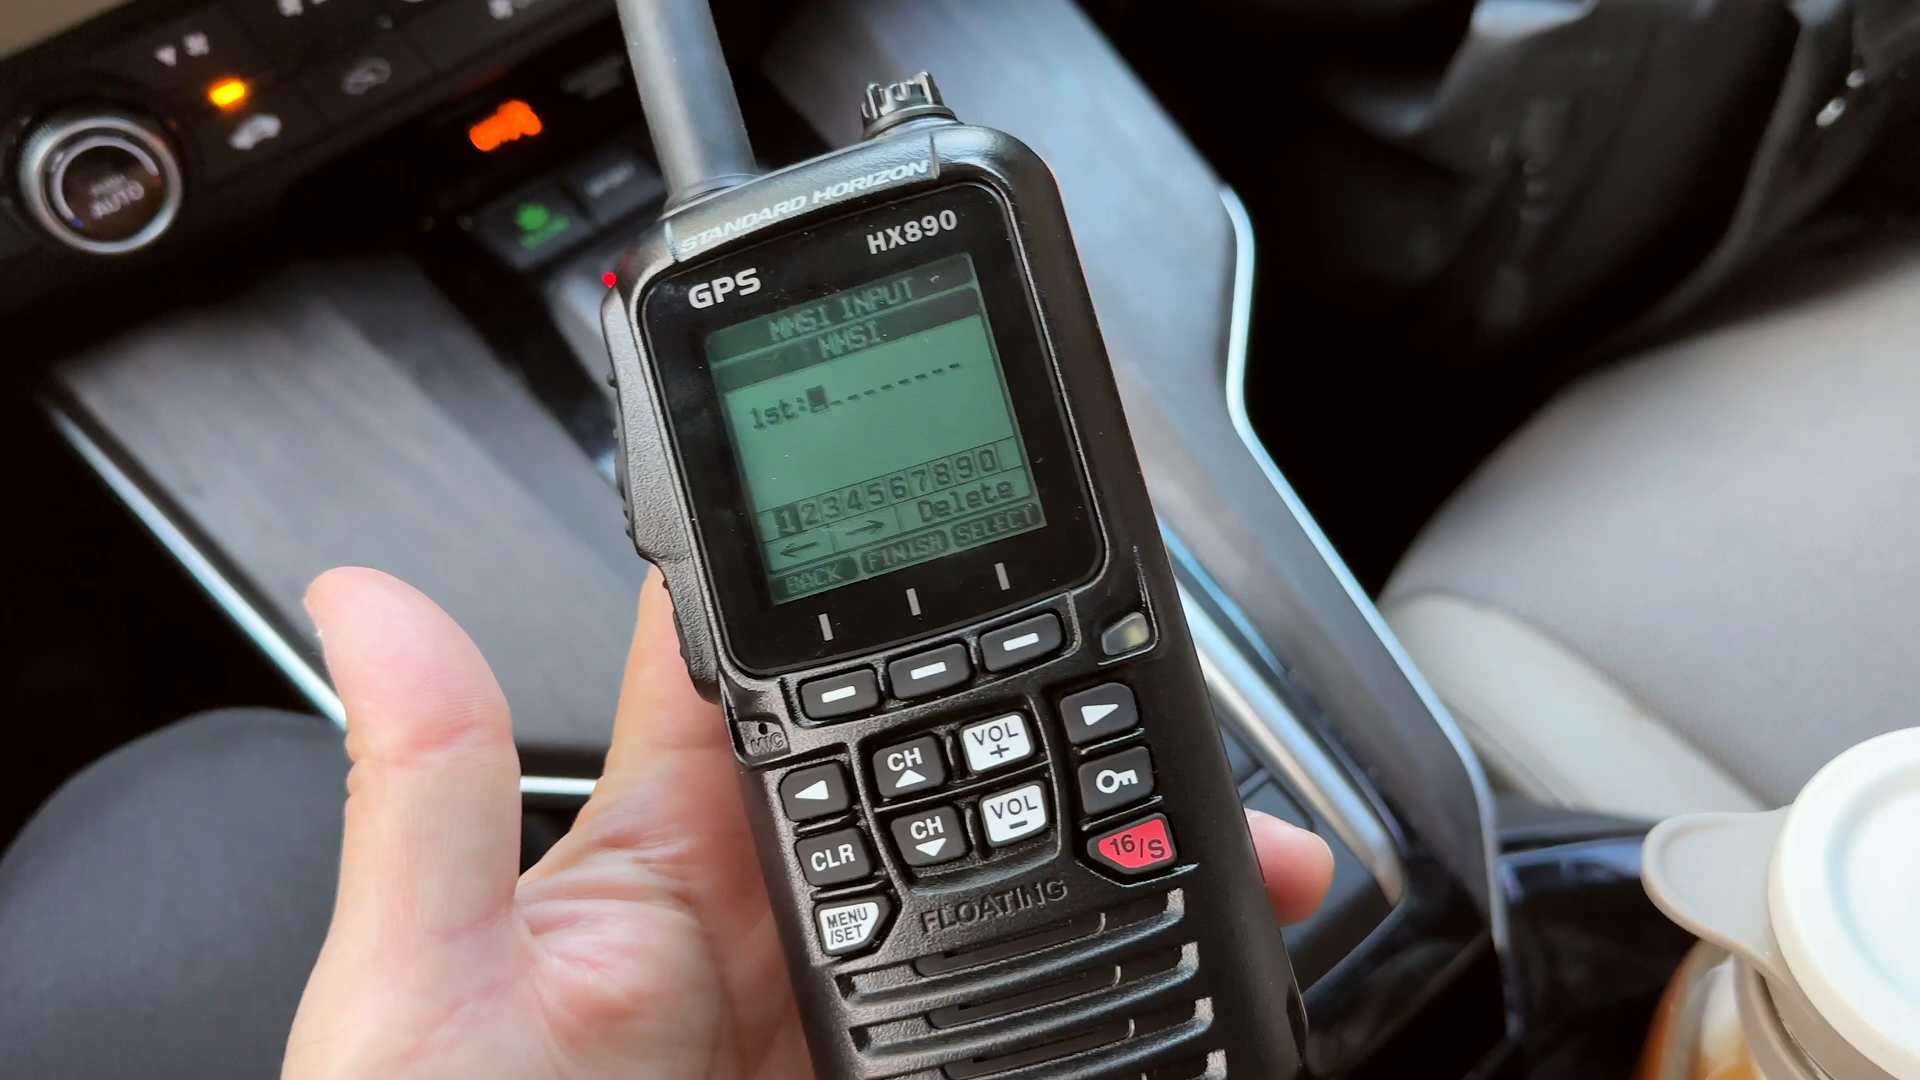 PUSH
AUTO
STANDARD HORIZON
HX890
GPS
MMSI INPUT
MMSI
1st:
1234567890
← → Delete
BACK FINISH SELECT
MIC
CH
VOL
+
CH
VOL
−
CLR
16/S
MENU
/SET
FLOATING